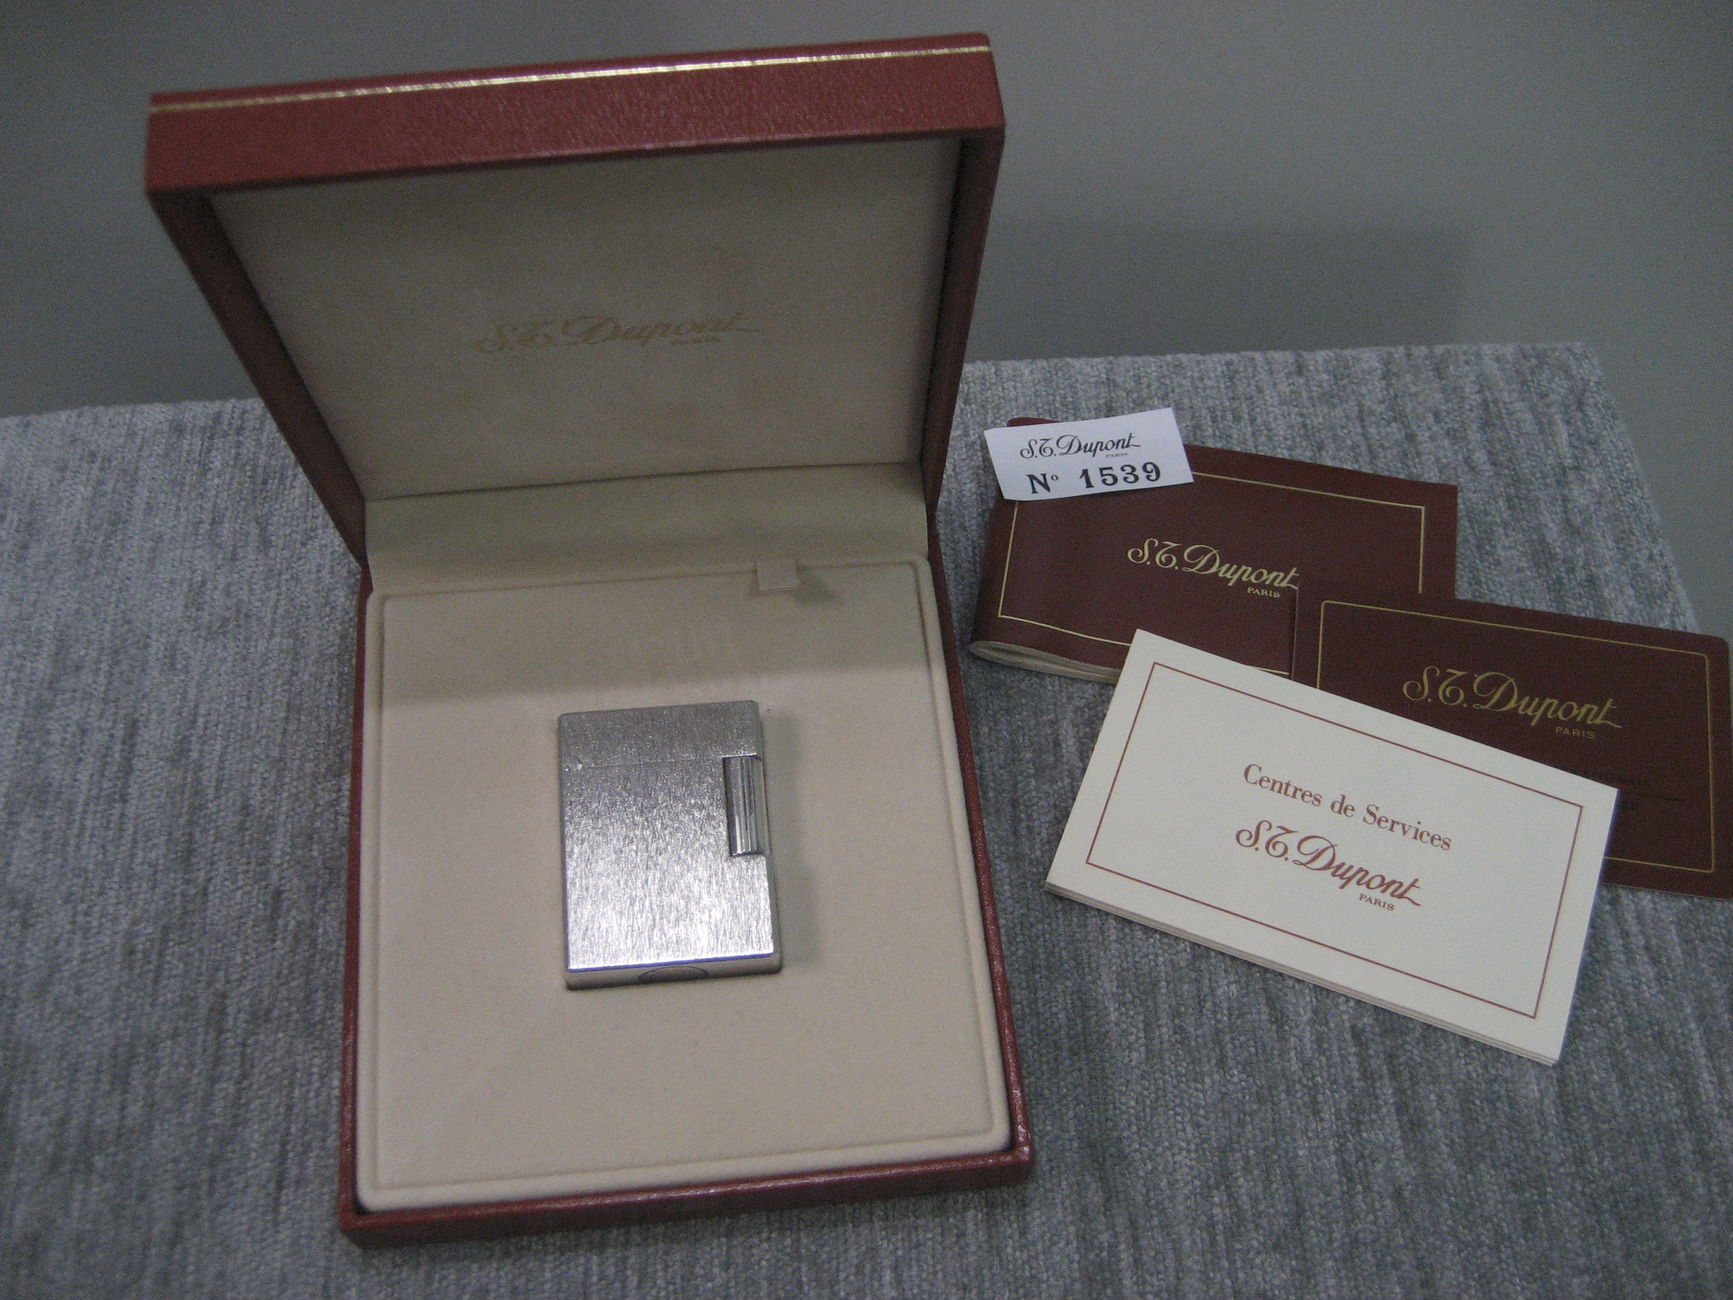 S.T. Dupont
PARIS
S.T. Dupont
PARIS
Nº 1539
S.T. Dupont
PARIS
S.T. Dupont
PARIS
Centres de Services
S.T. Dupont
PARIS